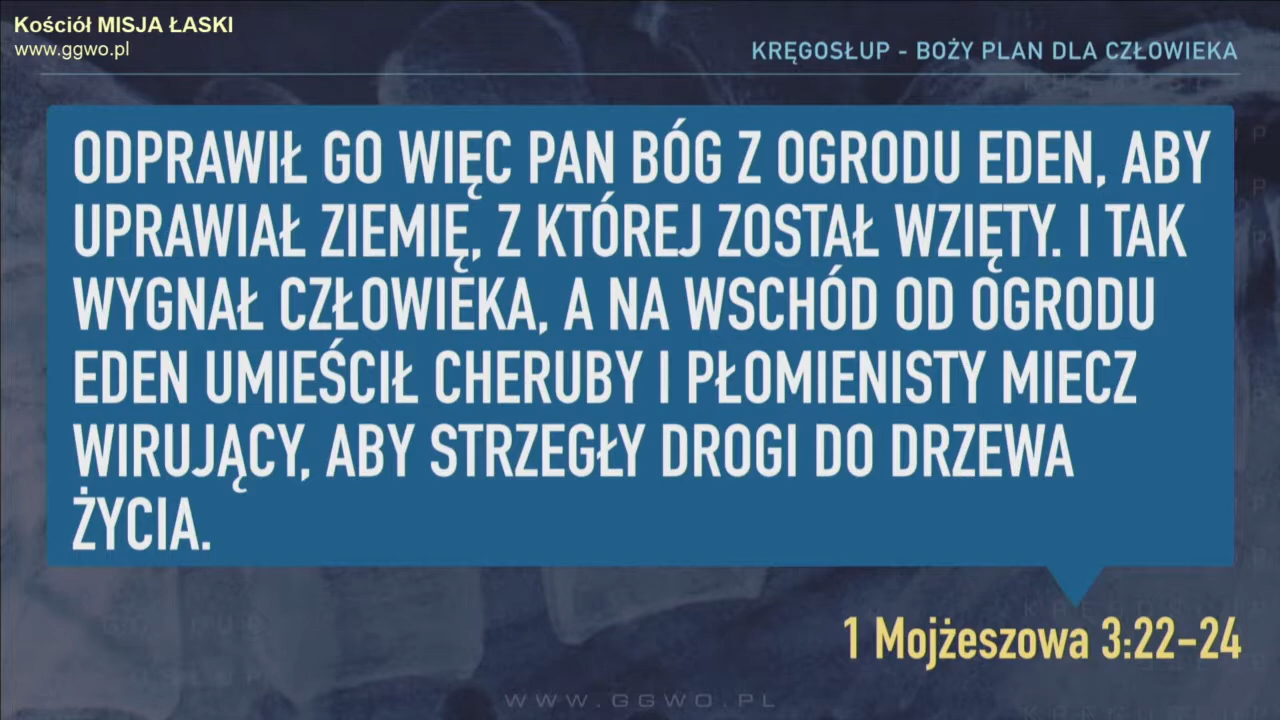 Kościół MISJA ŁASKI
www.ggwo.pl
KRĘGOSŁUP - BOŻY PLAN DLA CZŁOWIEKA
ODPRAWIŁ GO WIĘC PAN BÓG Z OGRODU EDEN, ABY
UPRAWIAŁ ZIEMIĘ, Z KTÓREJ ZOSTAŁ WZIĘTY. I TAK
WYGNAŁ CZŁOWIEKA, A NA WSCHÓD OD OGRODU
EDEN UMIEŚCIŁ CHERUBY I PŁOMIENISTY MIECZ
WIRUJĄCY, ABY STRZEGŁY DROGI DO DRZEWA
ŻYCIA.
1 Mojżeszowa 3:22-24
WWW.GGWO.PL